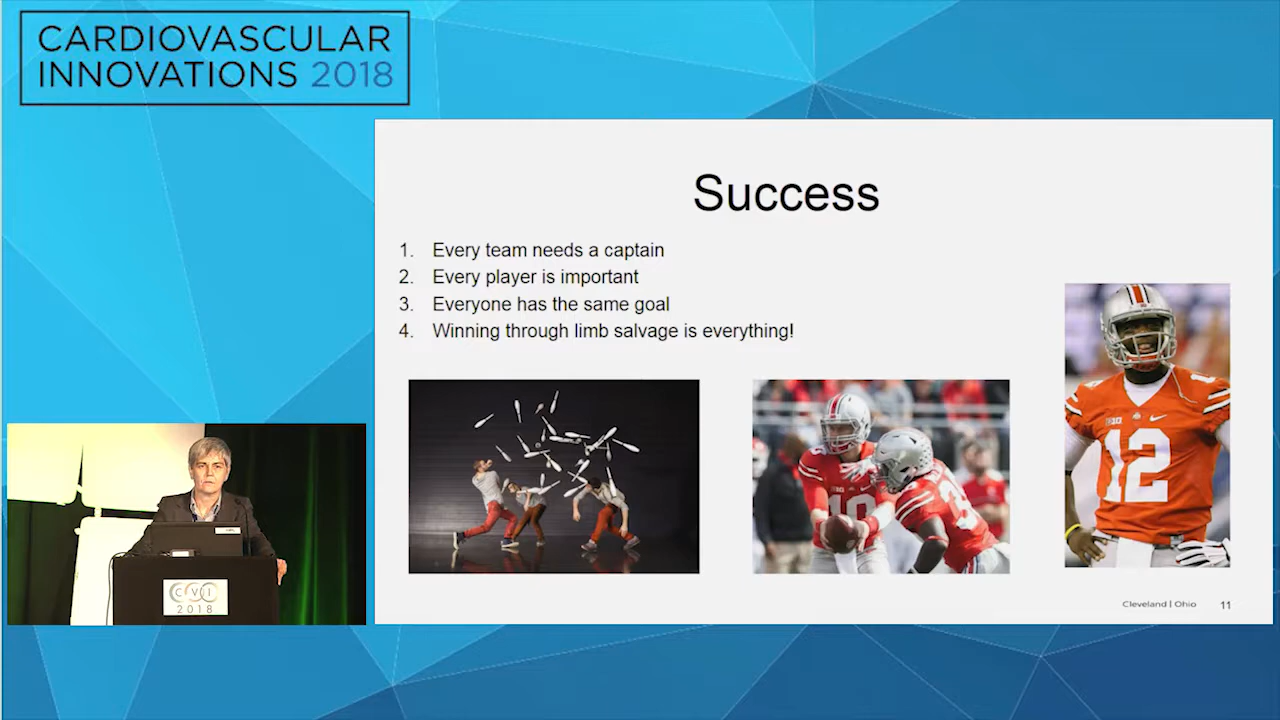 CARDIOVASCULAR
INNOVATIONS 2018
Success
1. Every team needs a captain
2. Every player is important
3. Everyone has the same goal
4. Winning through limb salvage is everything!
12
Cleveland | Ohio
11
CVI
2018